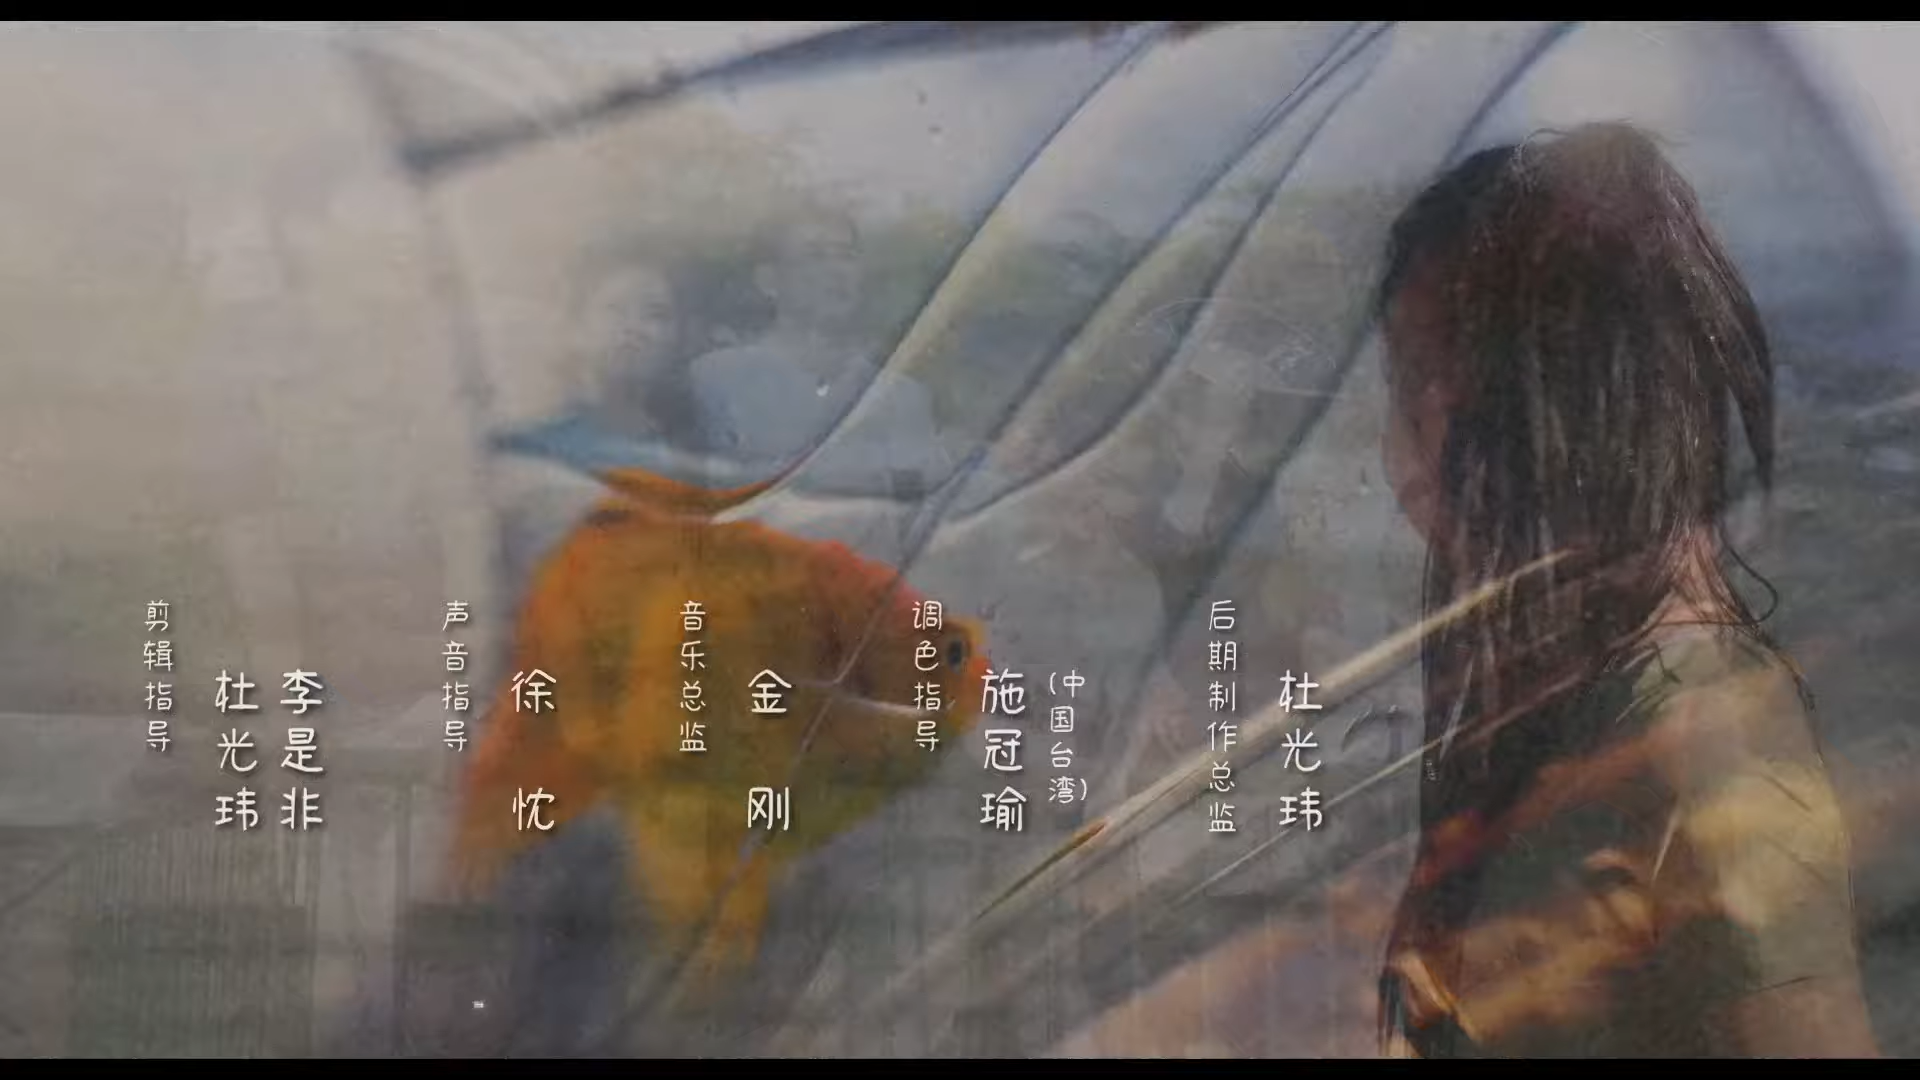 剪辑指导
杜光玮
李是非
声音指导
徐忱
音乐总监
金刚
调色指导
施冠瑜
(中国台湾)
后期制作总监
杜光玮